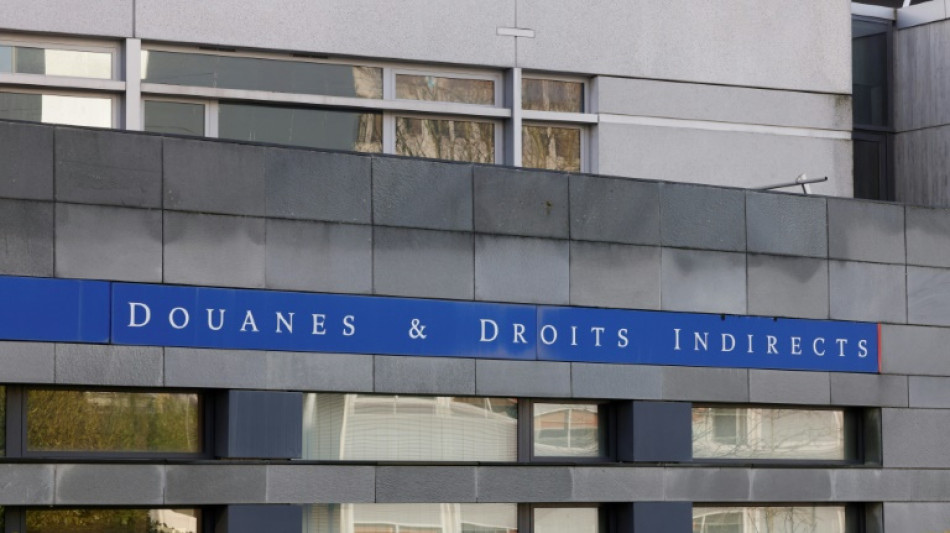 Douanes & Droits Indirects